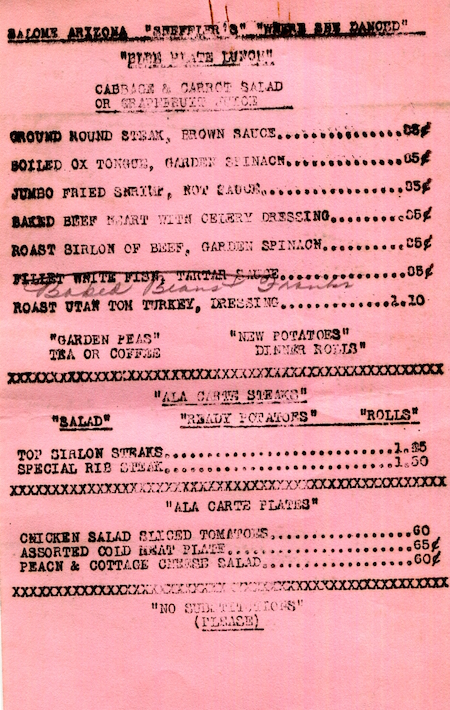 SALOME ARIZONA "SHEFFLER'S" "WHERE SHE DANCED"
"BLUE PLATE LUNCH"
CABBAGE & CARROT SALAD
OR GRAPEFRUIT JUICE
GROUND ROUND STEAK, BROWN SAUCE...............85¢
BOILED OX TONGUE, GARDEN SPINACH..............85¢
JUMBO FRIED SHRIMP, HOT SAUCE.................85¢
BAKED BEEF HEART WITH CELERY DRESSING.........85¢
ROAST SIRLON OF BEEF, GARDEN SPINACH..........85¢
FILLET WHITE FISH, TARTAR SAUCE...............85¢
Baked Beans & Franks
ROAST UTAH TOM TURKEY, DRESSING.............1.10
"GARDEN PEAS" "NEW POTATOES"
TEA OR COFFEE DINNER ROLLS"
XXXXXXXXXXXXXXXXXXXXXXXXXXXXXXXXXXXXXXXXXXXXXXXXX
"ALA CARTE STEAKS"
"SALAD" "READY POTATOES" "ROLLS"
TOP SIRLON STEAKS..........................1.
SPECIAL RIB STEAK..........................1.50
XXXXXXXXXXXXXXXXXXXXXXXXXXXXXXXXXXXXXXXXXXXXXXXXX
"ALA CARTE PLATES"
CHICKEN SALAD SLICED TOMATOES................60
ASSORTED COLD MEAT PLATE.....................65¢
PEACH & COTTAGE CHEESE SALAD.................60¢
XXXXXXXXXXXXXXXXXXXXXXXXXXXXXXXXXXXXXXXXXXXXXXXXX
"NO SUBSTITUTIONS"
(PLEASE)